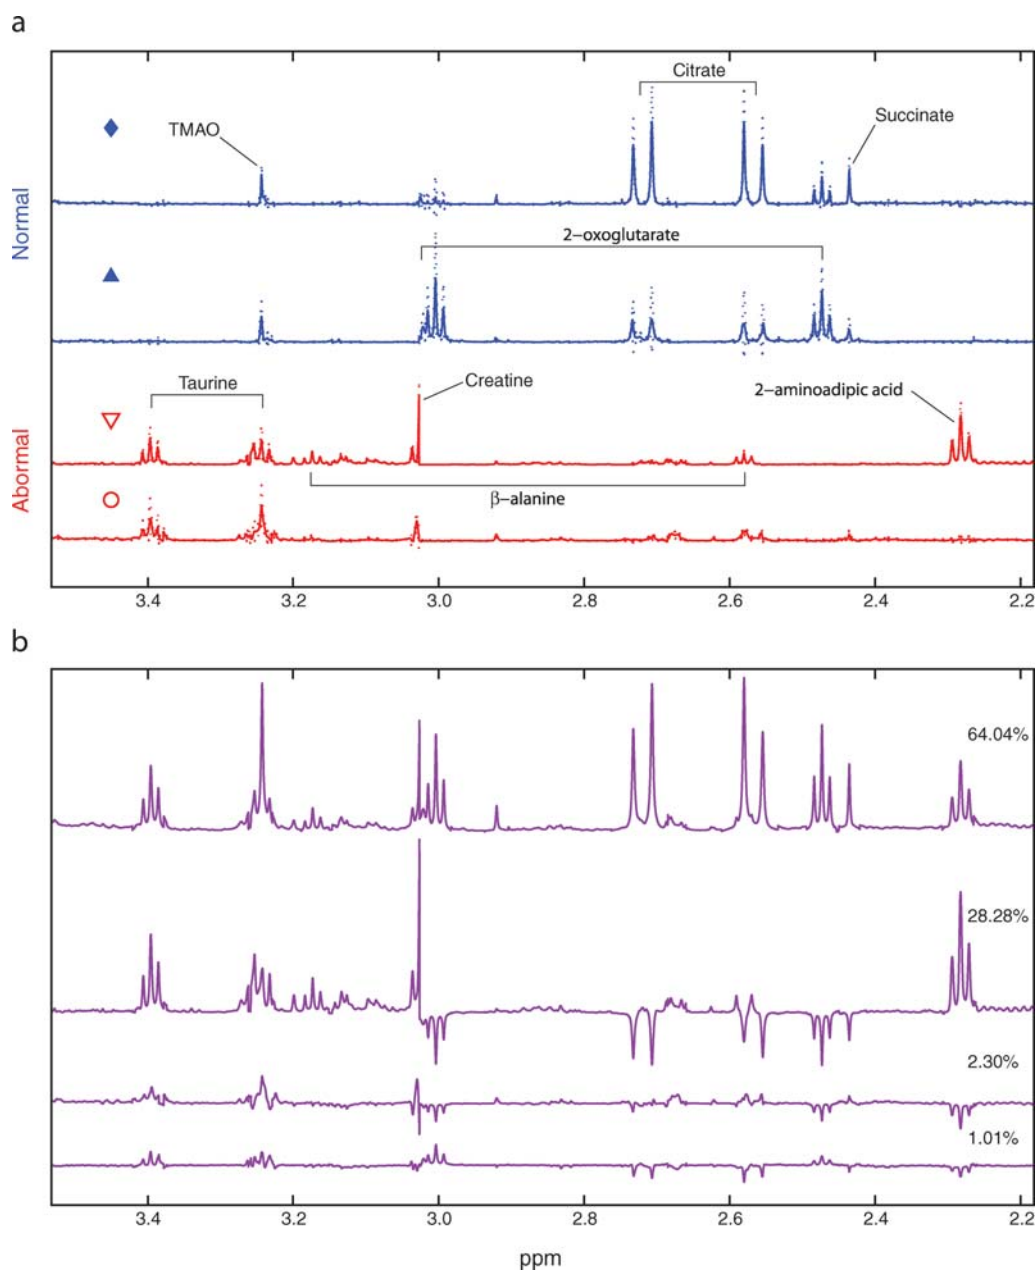 a
Citrate
Succinate
TMAO
Normal
2-oxoglutarate
Creatine
Taurine
2-aminoadipic acid
Abormal
β-alanine
3.4 3.2 3.0 2.8 2.6 2.4 2.2
b
64.04%
28.28%
2.30%
1.01%
3.4 3.2 3.0 2.8 2.6 2.4 2.2
ppm